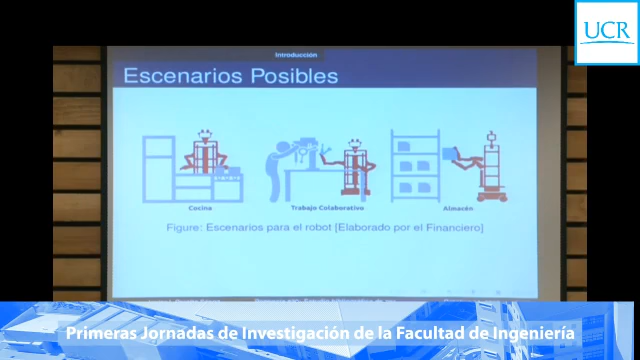 UCR
Introducción
Escenarios Posibles
Cocina
Trabajo Colaborativo
Almacén
Figure: Escenarios para el robot [Elaborado por el Financiero]
Primeras Jornadas de Investigación de la Facultad de Ingeniería